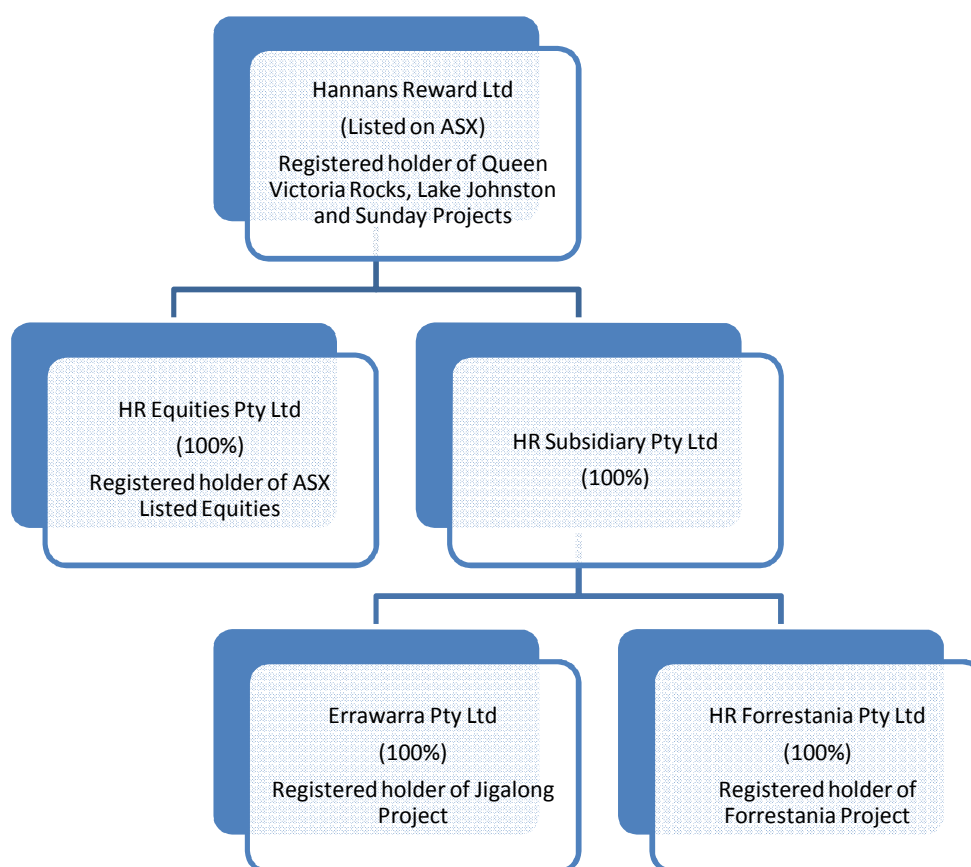 Hannans Reward Ltd
(Listed on ASX)
Registered holder of Queen
Victoria Rocks, Lake Johnston
and Sunday Projects
HR Equities Pty Ltd
(100%)
Registered holder of ASX
Listed Equities
HR Subsidiary Pty Ltd
(100%)
Errawarra Pty Ltd
(100%)
Registered holder of Jigalong
Project
HR Forrestania Pty Ltd
(100%)
Registered holder of
Forrestania Project